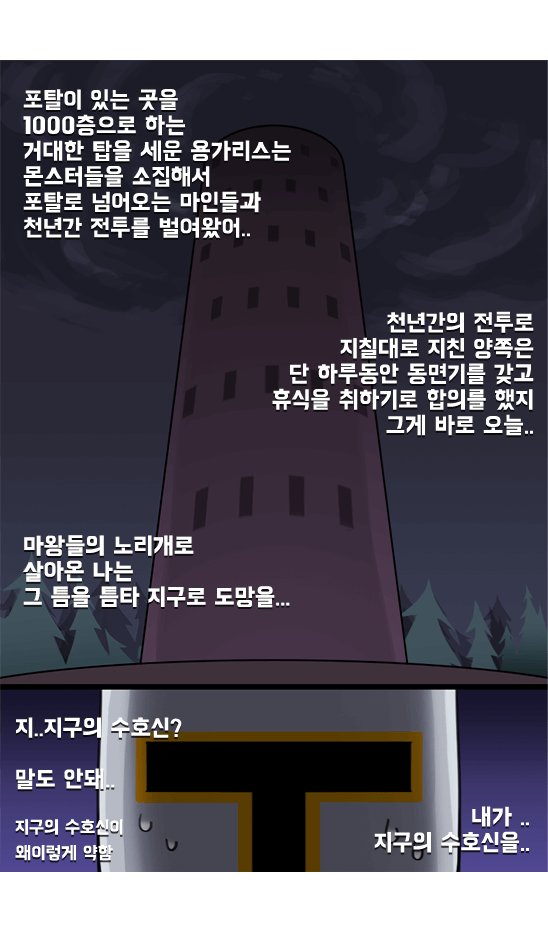 포탈이 있는 곳을
1000층으로 하는
거대한 탑을 세운 용가리스는
몬스터들을 소집해서
포탈로 넘어오는 마인들과
천년간 전투를 벌여왔어..
천년간의 전투로
지칠대로 지친 양쪽은
단 하루동안 동면기를 갖고
휴식을 취하기로 합의를 했지
그게 바로 오늘..
마왕들의 노리개로
살아온 나는
그 틈을 틈타 지구로 도망을...
지..지구의 수호신?
말도 안돼..
지구의 수호신이
왜이렇게 약함
내가 ..
지구의 수호신을..